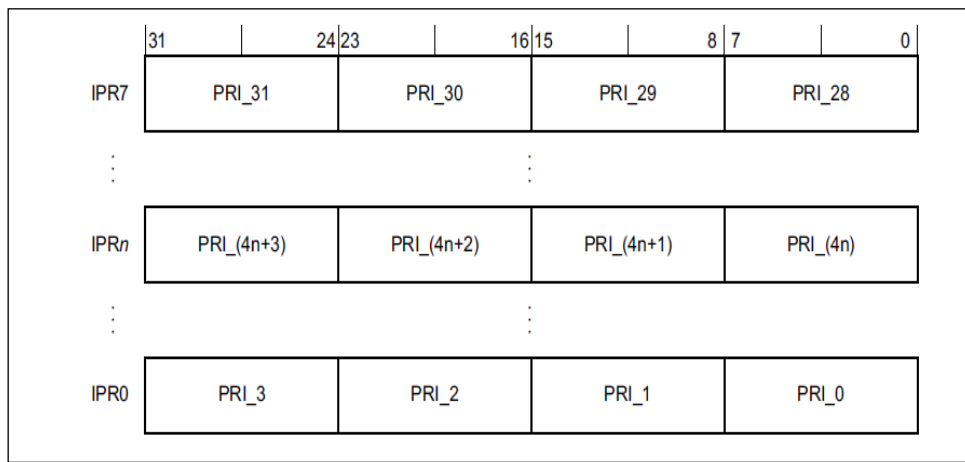 31 24 23 16 15 8 7 0
IPR7 PRI_31 PRI_30 PRI_29 PRI_28
IPRn PRI_(4n+3) PRI_(4n+2) PRI_(4n+1) PRI_(4n)
IPR0 PRI_3 PRI_2 PRI_1 PRI_0